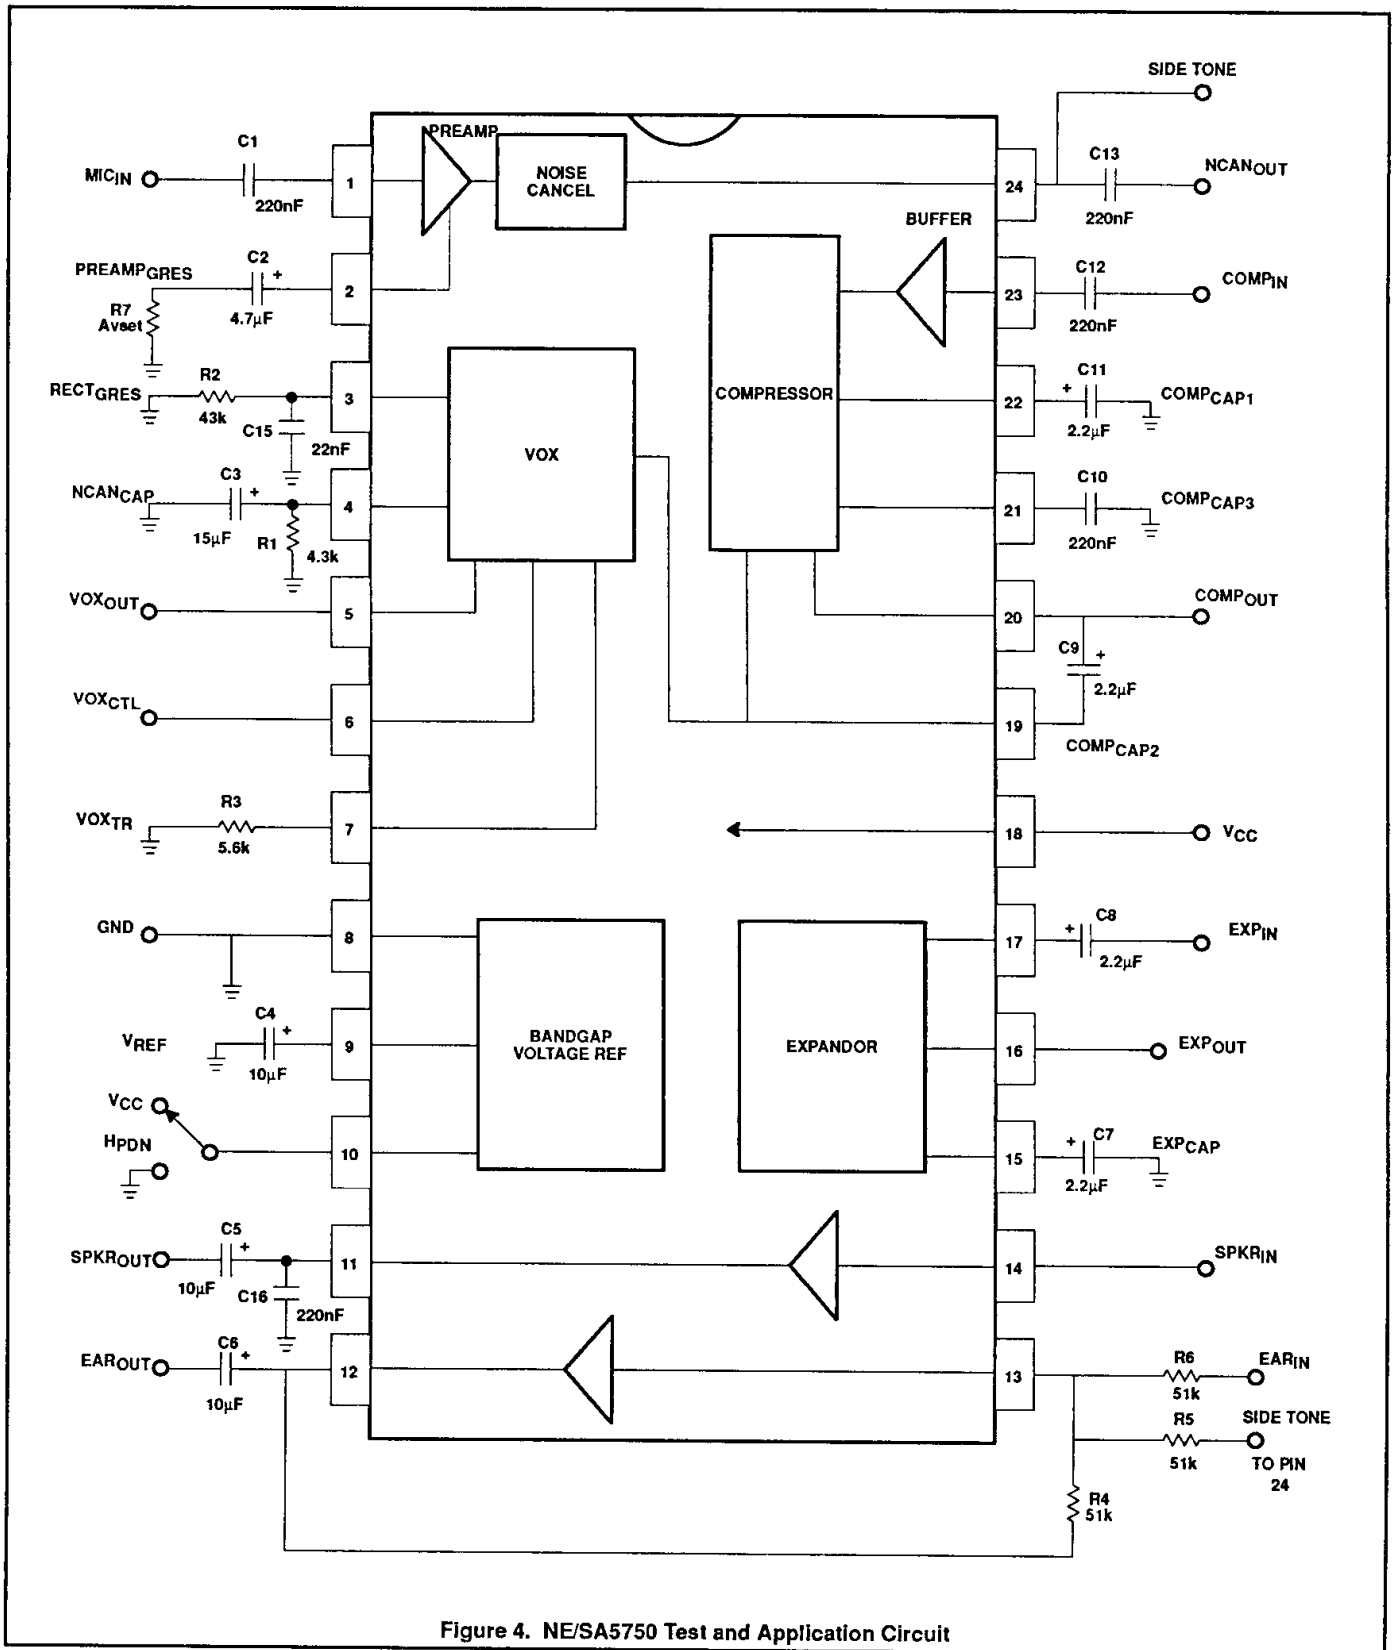 SIDE TONE
C1
PREAMP
C13
MICIN
1
NOISE
CANCEL
24
NCANOUT
220nF
220nF
BUFFER
PREAMPGRES
C2
+
2
C12
23
COMPIN
R7
Avset
4.7µF
220nF
RECTGRES
R2
3
43k
C15
22nF
VOX
COMPRESSOR
22
+
C11
COMPCAP1
2.2µF
NCANCAP
C3
+
4
15µF
R1
4.3k
21
C10
COMPCAP3
220nF
VOXOUT
5
20
COMPOUT
C9
+
2.2µF
VOXCTL
6
19
COMPCAP2
VOXTR
R3
7
5.6k
18
VCC
GND
8
17
+
C8
EXPIN
2.2µF
VREF
C4
+
9
10µF
BANDGAP
VOLTAGE REF
EXPANDOR
16
EXPOUT
VCC
HPDN
10
15
+
C7
EXPCAP
2.2µF
SPKROUT
C5
+
11
10µF
C16
220nF
14
SPKRIN
EAROUT
C6
+
12
10µF
13
R6
EARIN
51k
R5
SIDE TONE
51k
TO PIN
24
R4
51k
Figure 4. NE/SA5750 Test and Application Circuit